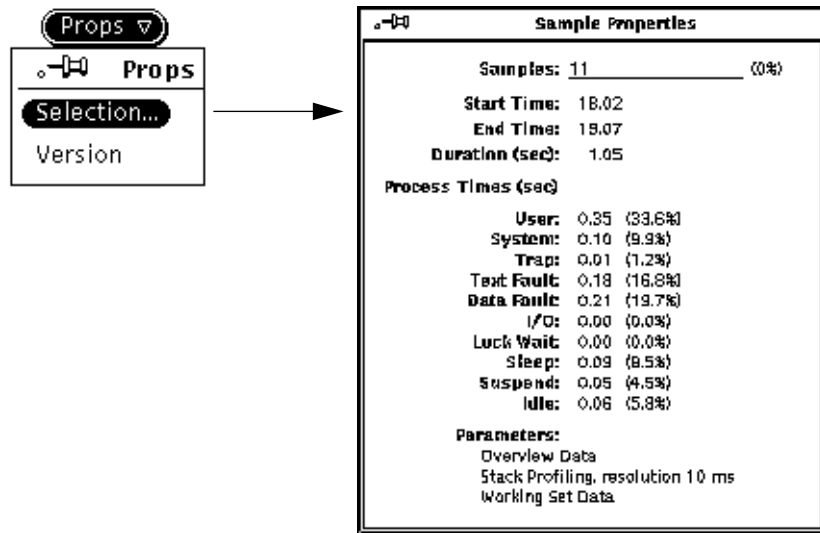 Props
Props
Selection...
Version
Sample Properties
Samples: 11 (0%)
Start Time: 18.02
End Time: 19.07
Duration (sec): 1.05
Process Times (sec)
User: 0.35 (33.6%)
System: 0.10 (9.9%)
Trap: 0.01 (1.2%)
Text Fault: 0.18 (16.8%)
Data Fault: 0.21 (19.7%)
I/O: 0.00 (0.0%)
Lock Wait: 0.00 (0.0%)
Sleep: 0.09 (8.5%)
Suspend: 0.05 (4.5%)
Idle: 0.06 (5.8%)
Parameters:
Overview Data
Stack Profiling, resolution 10 ms
Working Set Data